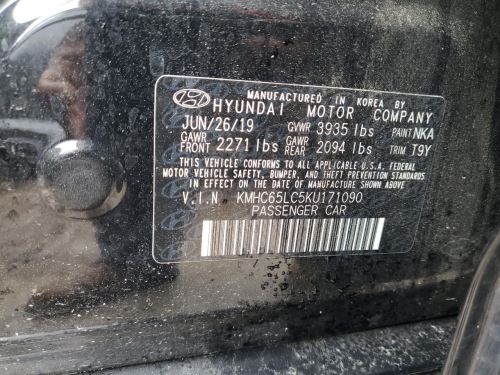 MANUFACTURED IN KOREA BY
HYUNDAI MOTOR COMPANY
JUN/26/19 GVWR 3935 lbs PAINT NKA
GAWR FRONT 2271 lbs GAWR REAR 2094 lbs TRIM T9Y
THIS VEHICLE CONFORMS TO ALL APPLICABLE U.S.A. FEDERAL
MOTOR VEHICLE SAFETY, BUMPER, AND THEFT PREVENTION STANDARDS
IN EFFECT ON THE DATE OF MANUFACTURE SHOWN ABOVE.
V.I.N. KMHC65LC5KU171090
PASSENGER CAR